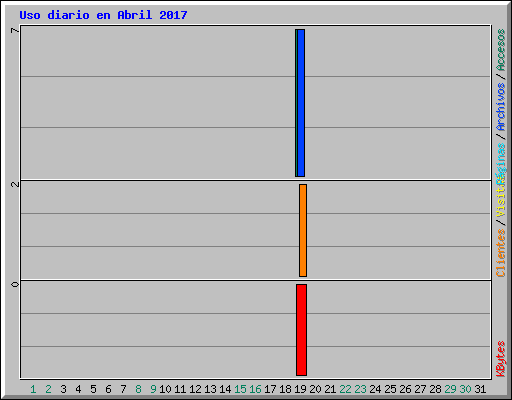 Uso diario en Abril 2017
7
2
0
1 2 3 4 5 6 7 8 9 10 11 12 13 14 15 16 17 18 19 20 21 22 23 24 25 26 27 28 29 30 31
KBytes
Clientes /
/ Archivos / Accesos